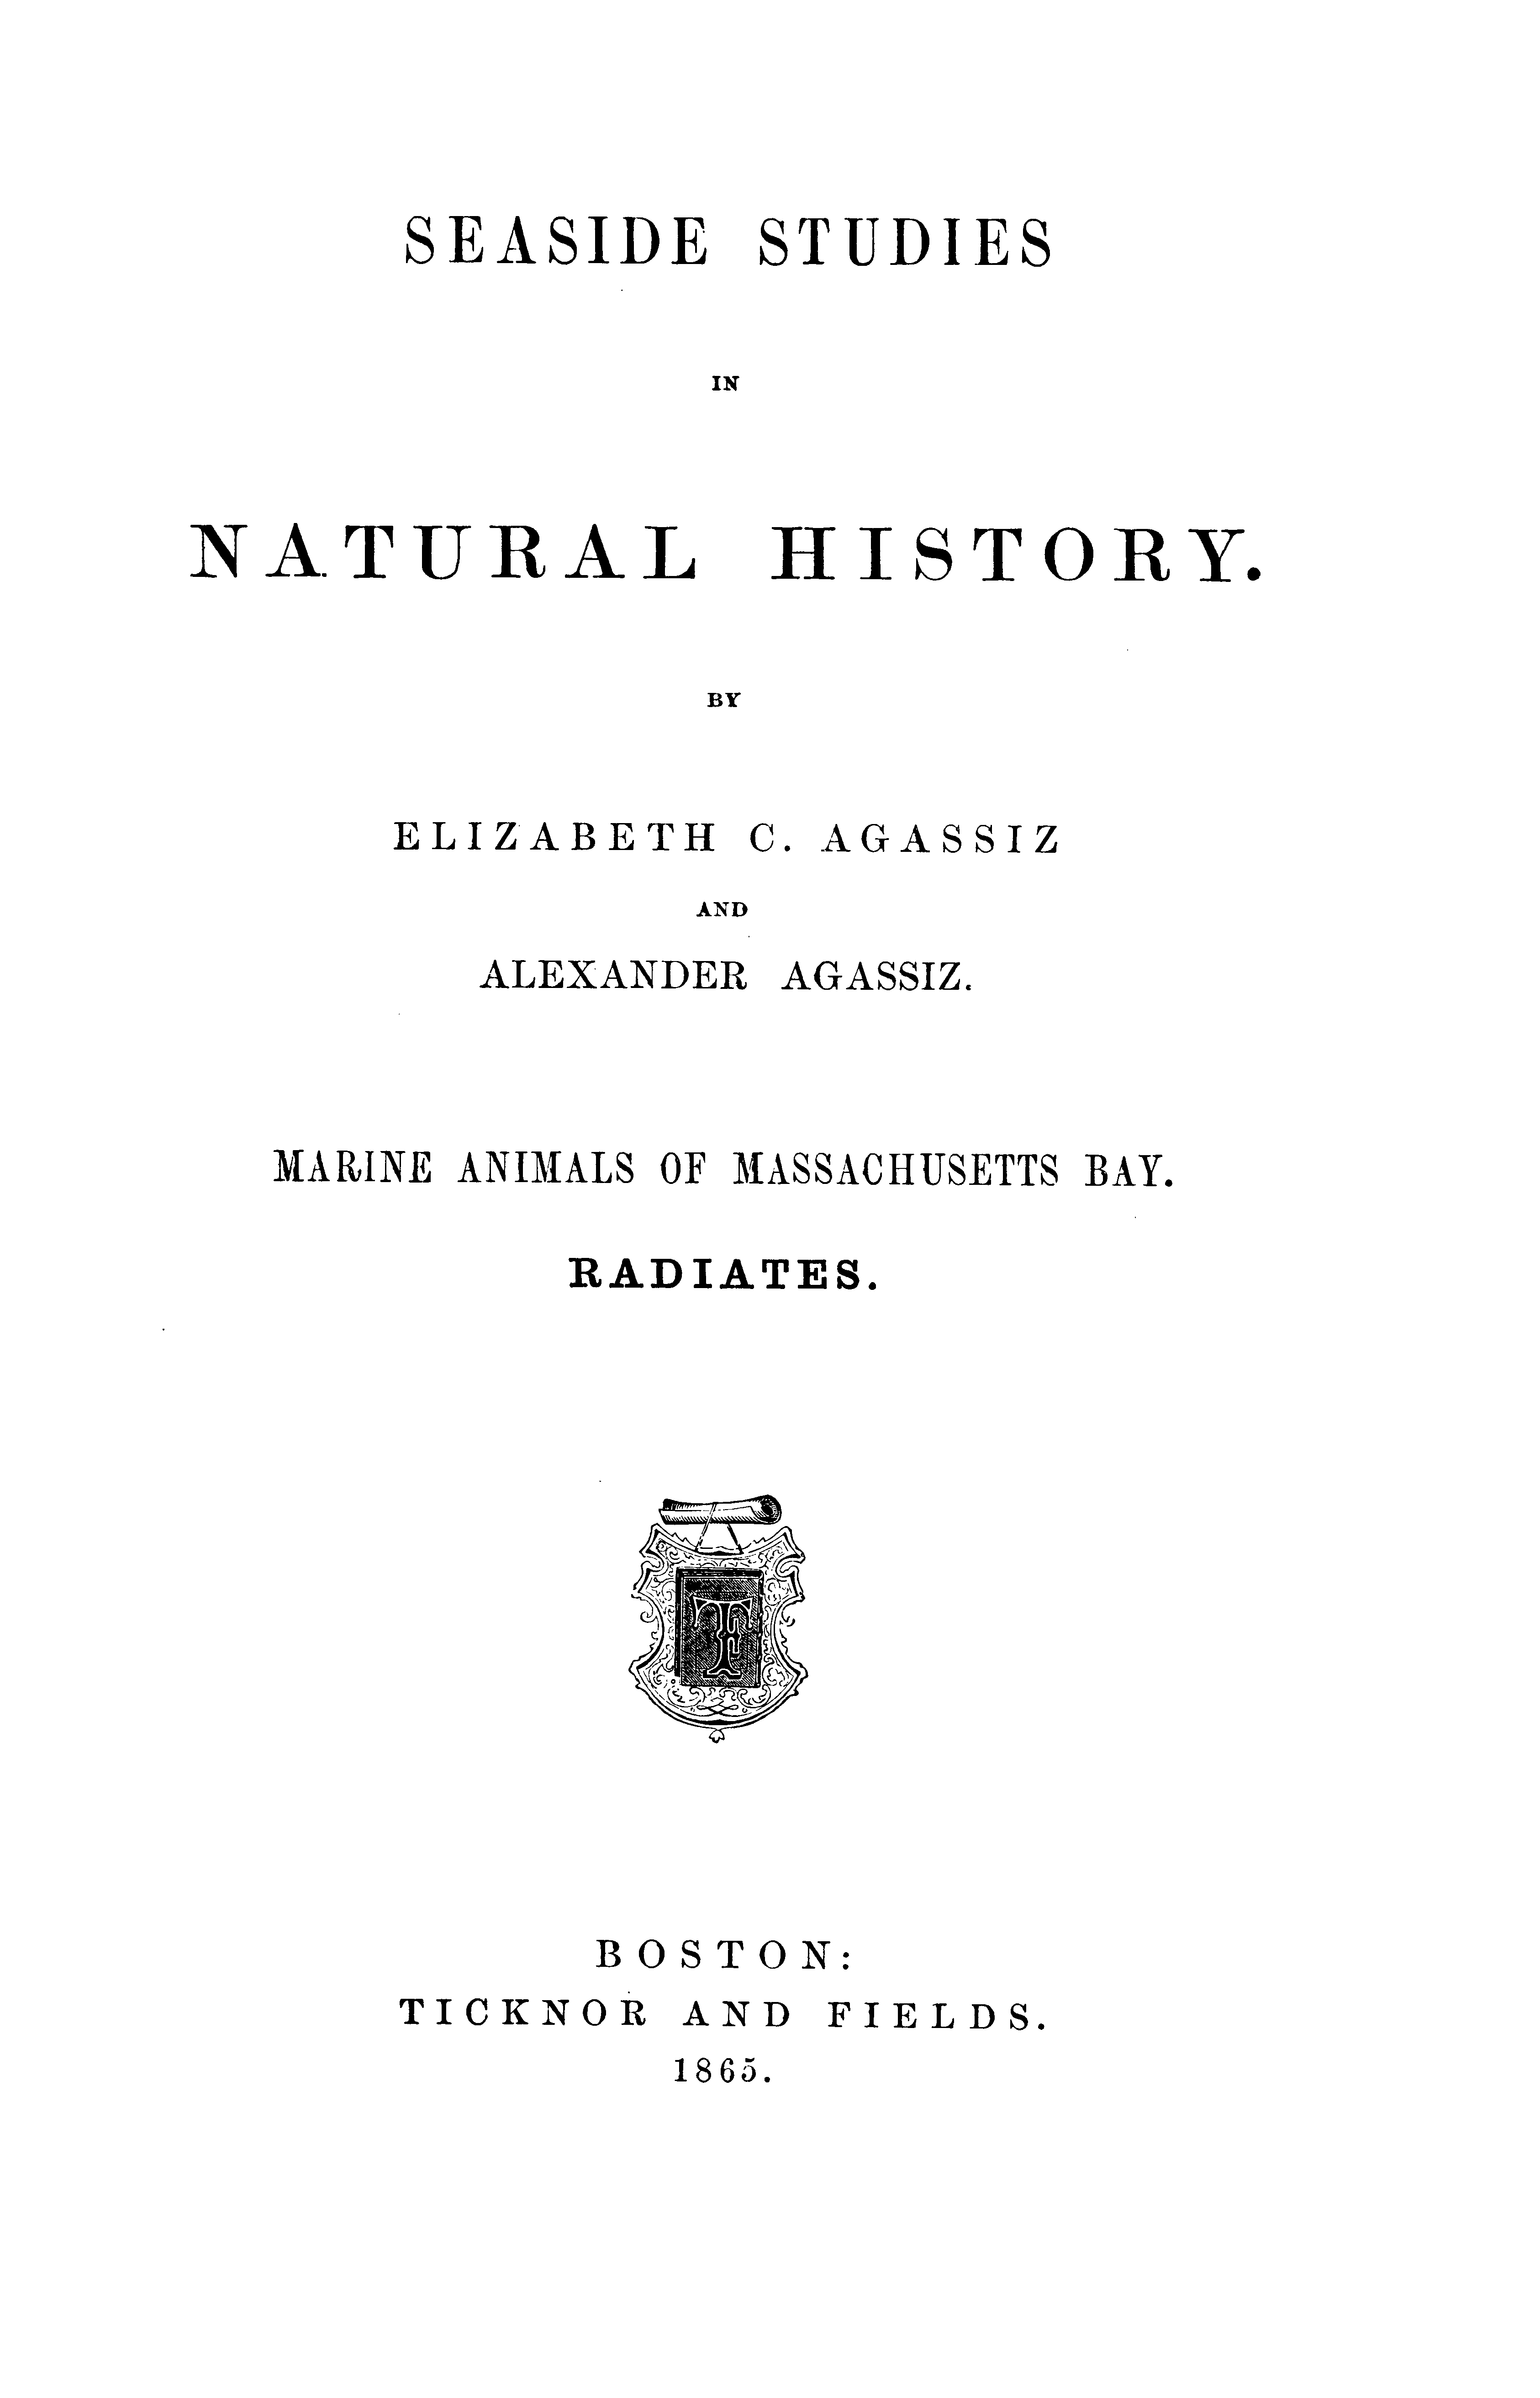 SEASIDE STUDIES
IN
NATURAL HISTORY.
BY
ELIZABETH C. AGASSIZ
AND
ALEXANDER AGASSIZ.
MARINE ANIMALS OF MASSACHUSETTS BAY.
RADIATES.
TF
BOSTON:
TICKNOR AND FIELDS.
1865.